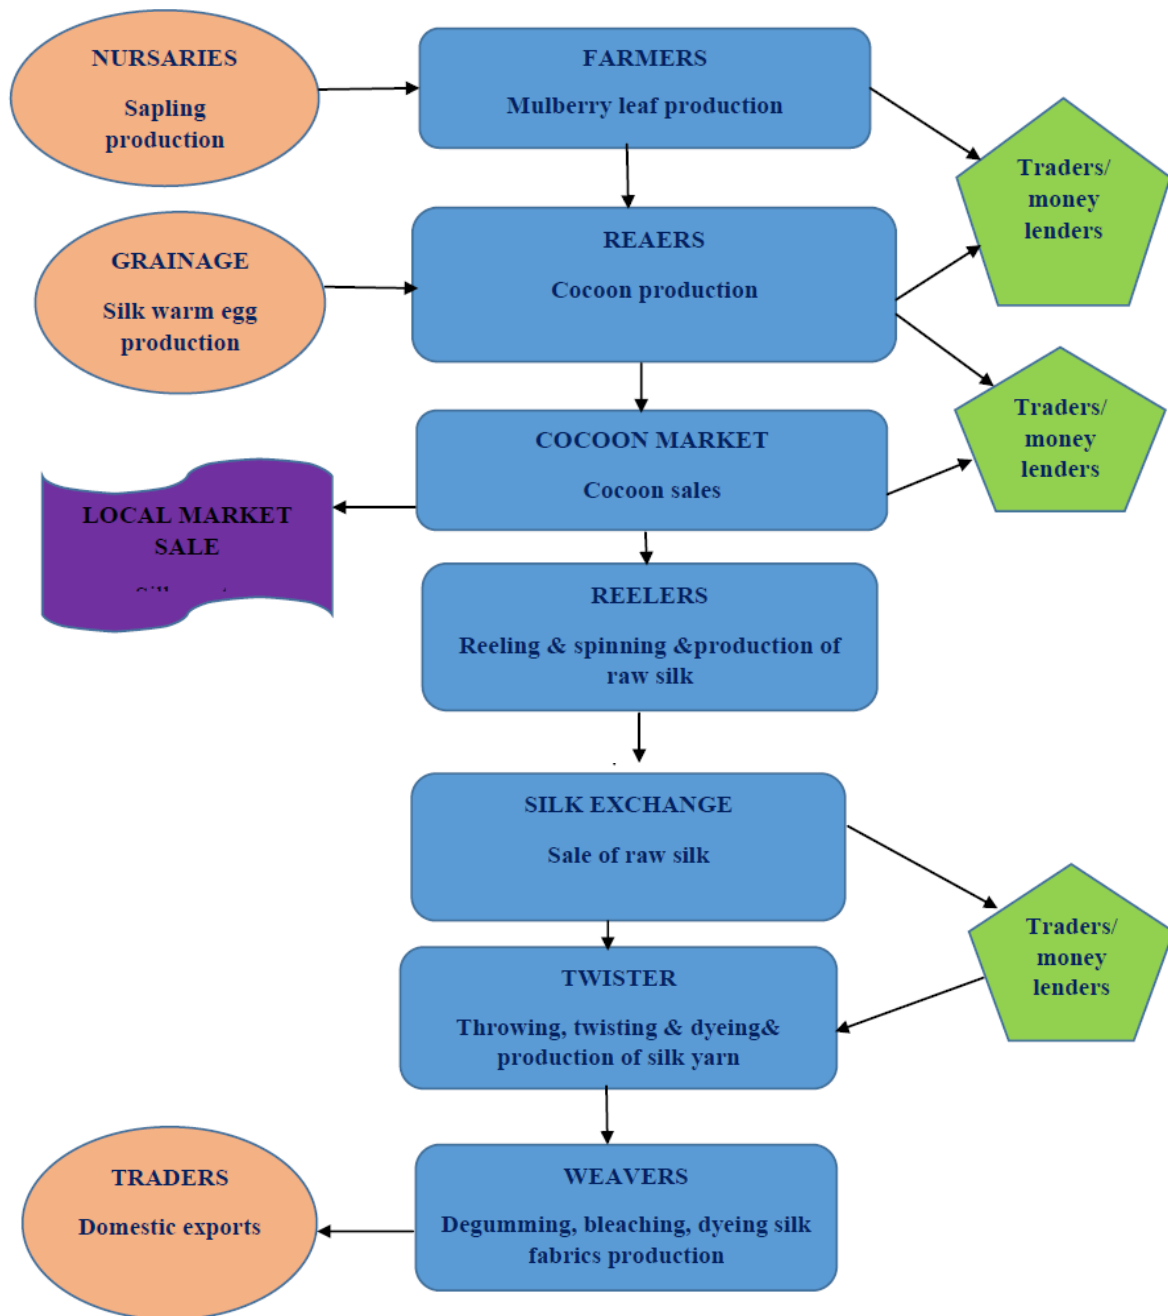 NURSARIES
Sapling
production
FARMERS
Mulberry leaf production
Traders/
money
lenders
GRAINAGE
Silk warm egg
production
REAERS
Cocoon production
Traders/
money
lenders
COCOON MARKET
Cocoon sales
LOCAL MARKET
SALE
REELERS
Reeling & spinning &production of
raw silk
SILK EXCHANGE
Sale of raw silk
Traders/
money
lenders
TWISTER
Throwing, twisting & dyeing&
production of silk yarn
TRADERS
Domestic exports
WEAVERS
Degumming, bleaching, dyeing silk
fabrics production